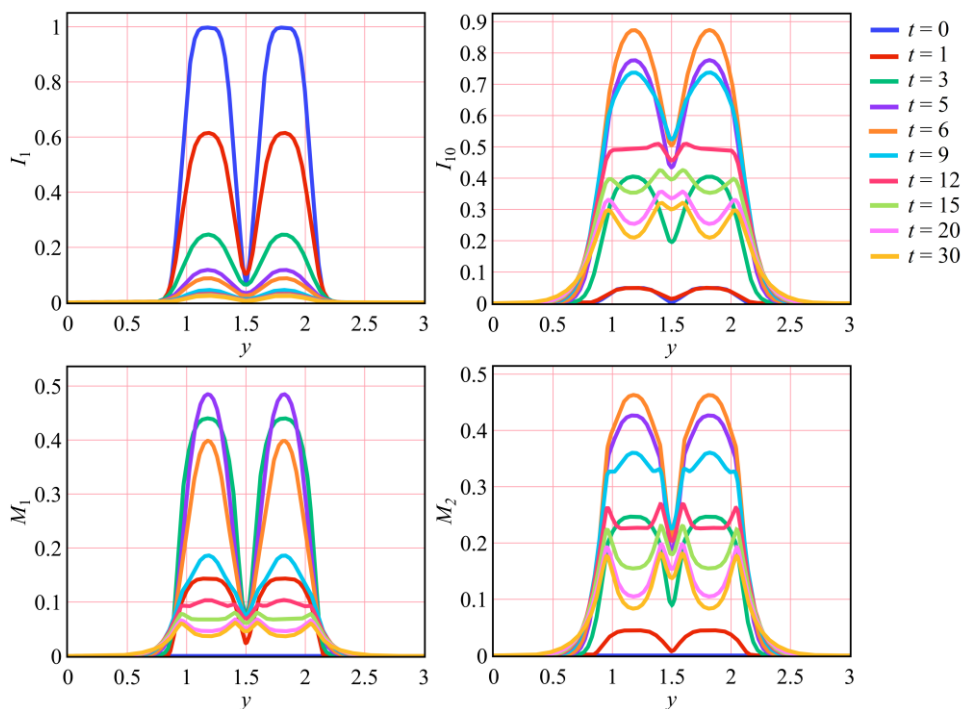 1
0.8
0.6
0.4
0.2
0
I₁
0 0.5 1 1.5 2 2.5 3
y
0.9
0.8
0.7
0.6
0.5
0.4
0.3
0.2
0.1
0
I₁₀
0 0.5 1 1.5 2 2.5 3
y
t = 0
t = 1
t = 3
t = 5
t = 6
t = 9
t = 12
t = 15
t = 20
t = 30
0.5
0.4
0.3
0.2
0.1
0
M₁
0 0.5 1 1.5 2 2.5 3
y
0.5
0.4
0.3
0.2
0.1
0
M₂
0 0.5 1 1.5 2 2.5 3
y